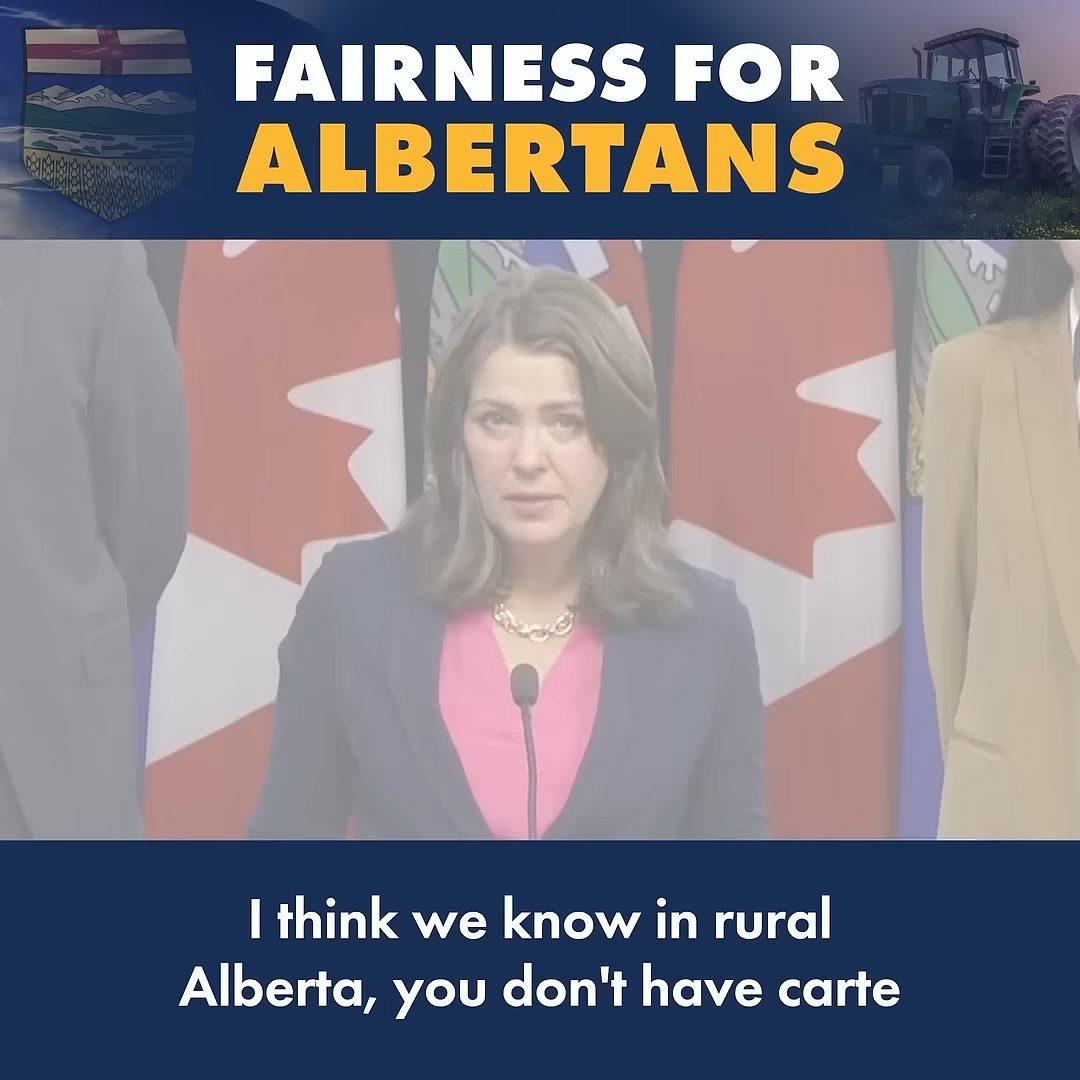 FAIRNESS FOR
ALBERTANS
I think we know in rural
Alberta, you don't have carte